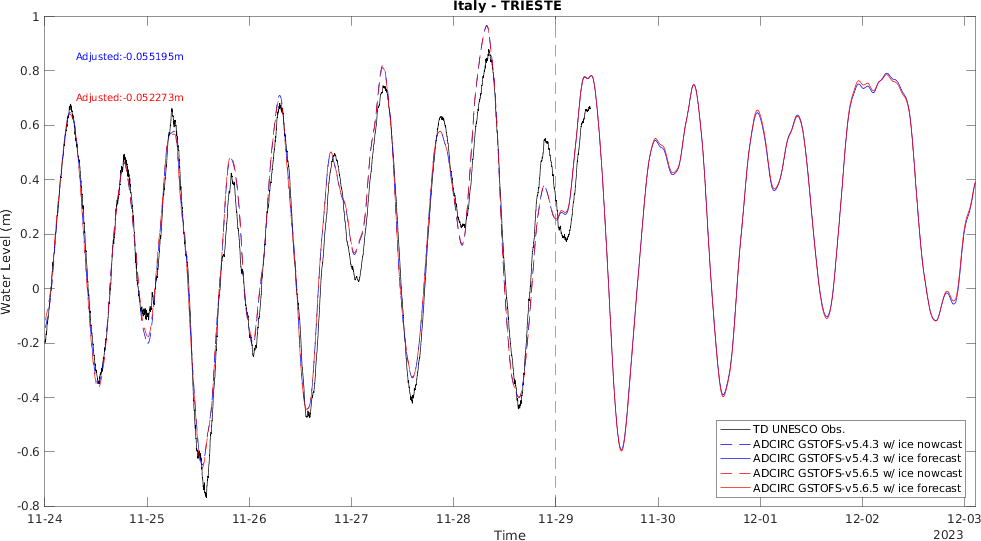 Italy - TRIESTE
Adjusted:-0.055195m
Adjusted:-0.052273m
Water Level (m)
1
0.8
0.6
0.4
0.2
0
-0.2
-0.4
-0.6
-0.8
TD UNESCO Obs.
ADCIRC GSTOFS-v5.4.3 w/ ice nowcast
ADCIRC GSTOFS-v5.4.3 w/ ice forecast
ADCIRC GSTOFS-v5.6.5 w/ ice nowcast
ADCIRC GSTOFS-v5.6.5 w/ ice forecast
11-24 11-25 11-26 11-27 11-28 11-29 11-30 12-01 12-02 12-03
Time
2023